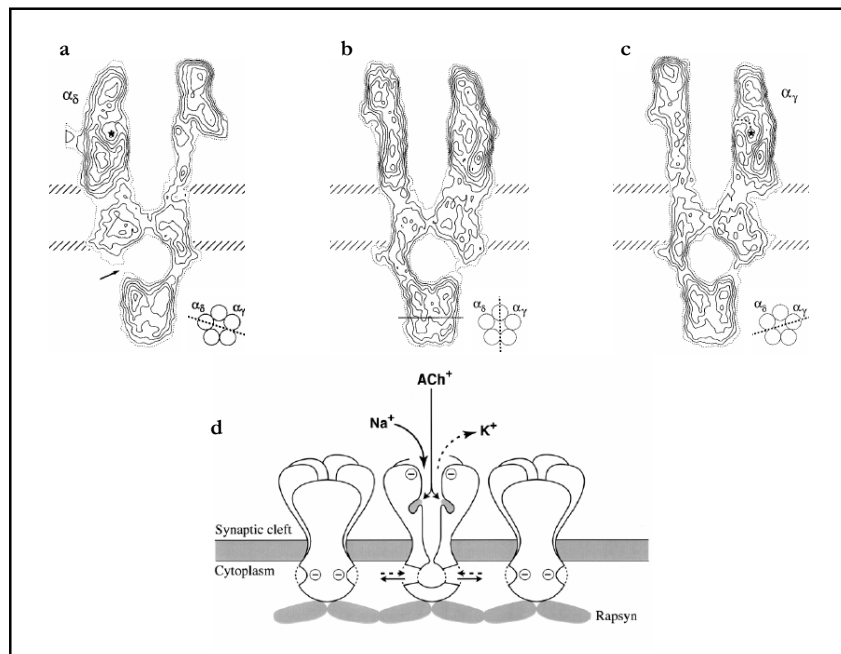 a
b
c
αδ
αγ
*
*
αδ αγ
αδ αγ
αδ αγ
d
ACh+
Na+
K+
Synaptic cleft
Cytoplasm
Rapsyn